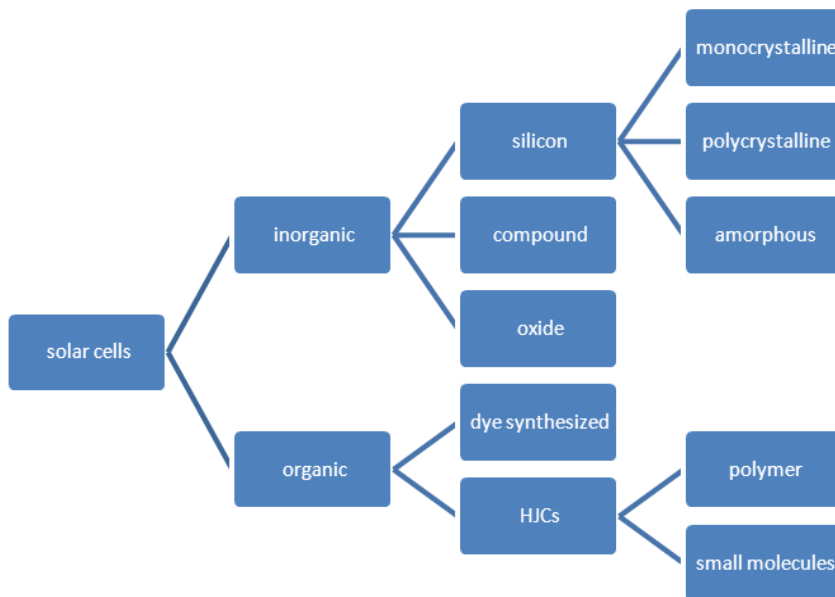 solar cells
inorganic
silicon
monocrystalline
polycrystalline
amorphous
compound
oxide
organic
dye synthesized
HJCs
polymer
small molecules